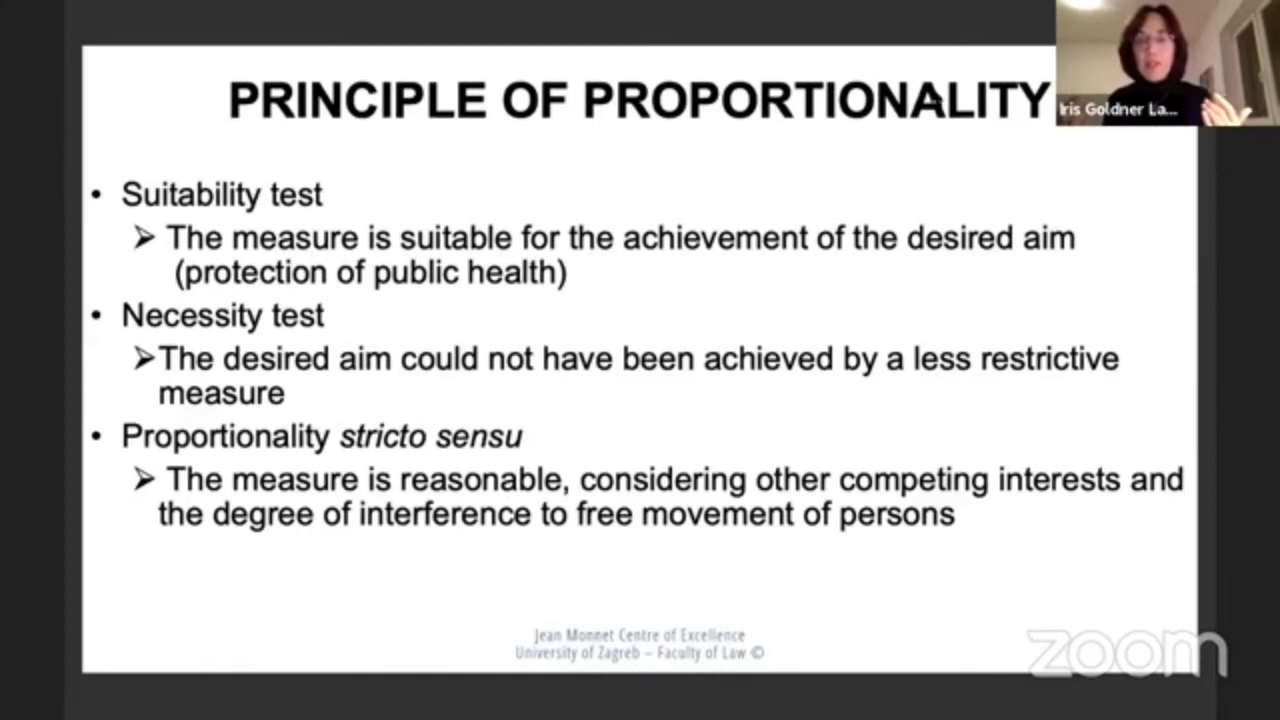 PRINCIPLE OF PROPORTIONALITY
Iris Goldner La...
• Suitability test
➢ The measure is suitable for the achievement of the desired aim
(protection of public health)
• Necessity test
➢The desired aim could not have been achieved by a less restrictive
measure
• Proportionality stricto sensu
➢ The measure is reasonable, considering other competing interests and
the degree of interference to free movement of persons
Jean Monnet Centre of Excellence
University of Zagreb – Faculty of Law ©
zoom